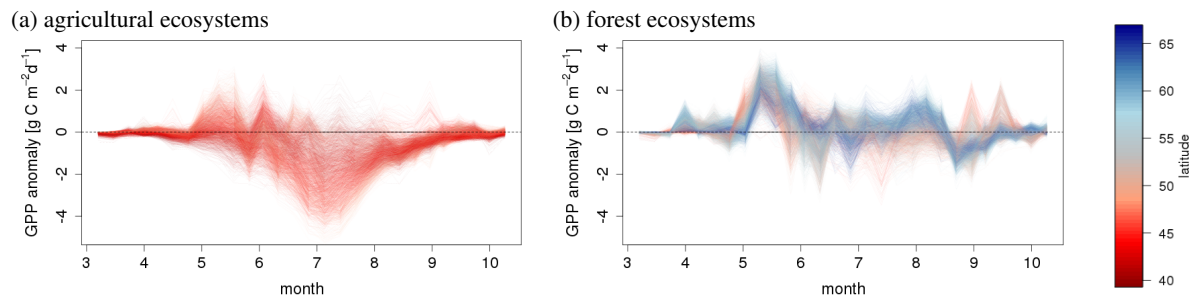 (a) agricultural ecosystems
(b) forest ecosystems
GPP anomaly [g C m⁻²d⁻¹]
4
2
0
-2
-4
3 4 5 6 7 8 9 10
month
GPP anomaly [g C m⁻²d⁻¹]
4
2
0
-2
-4
3 4 5 6 7 8 9 10
month
65
60
55
50
45
40
latitude